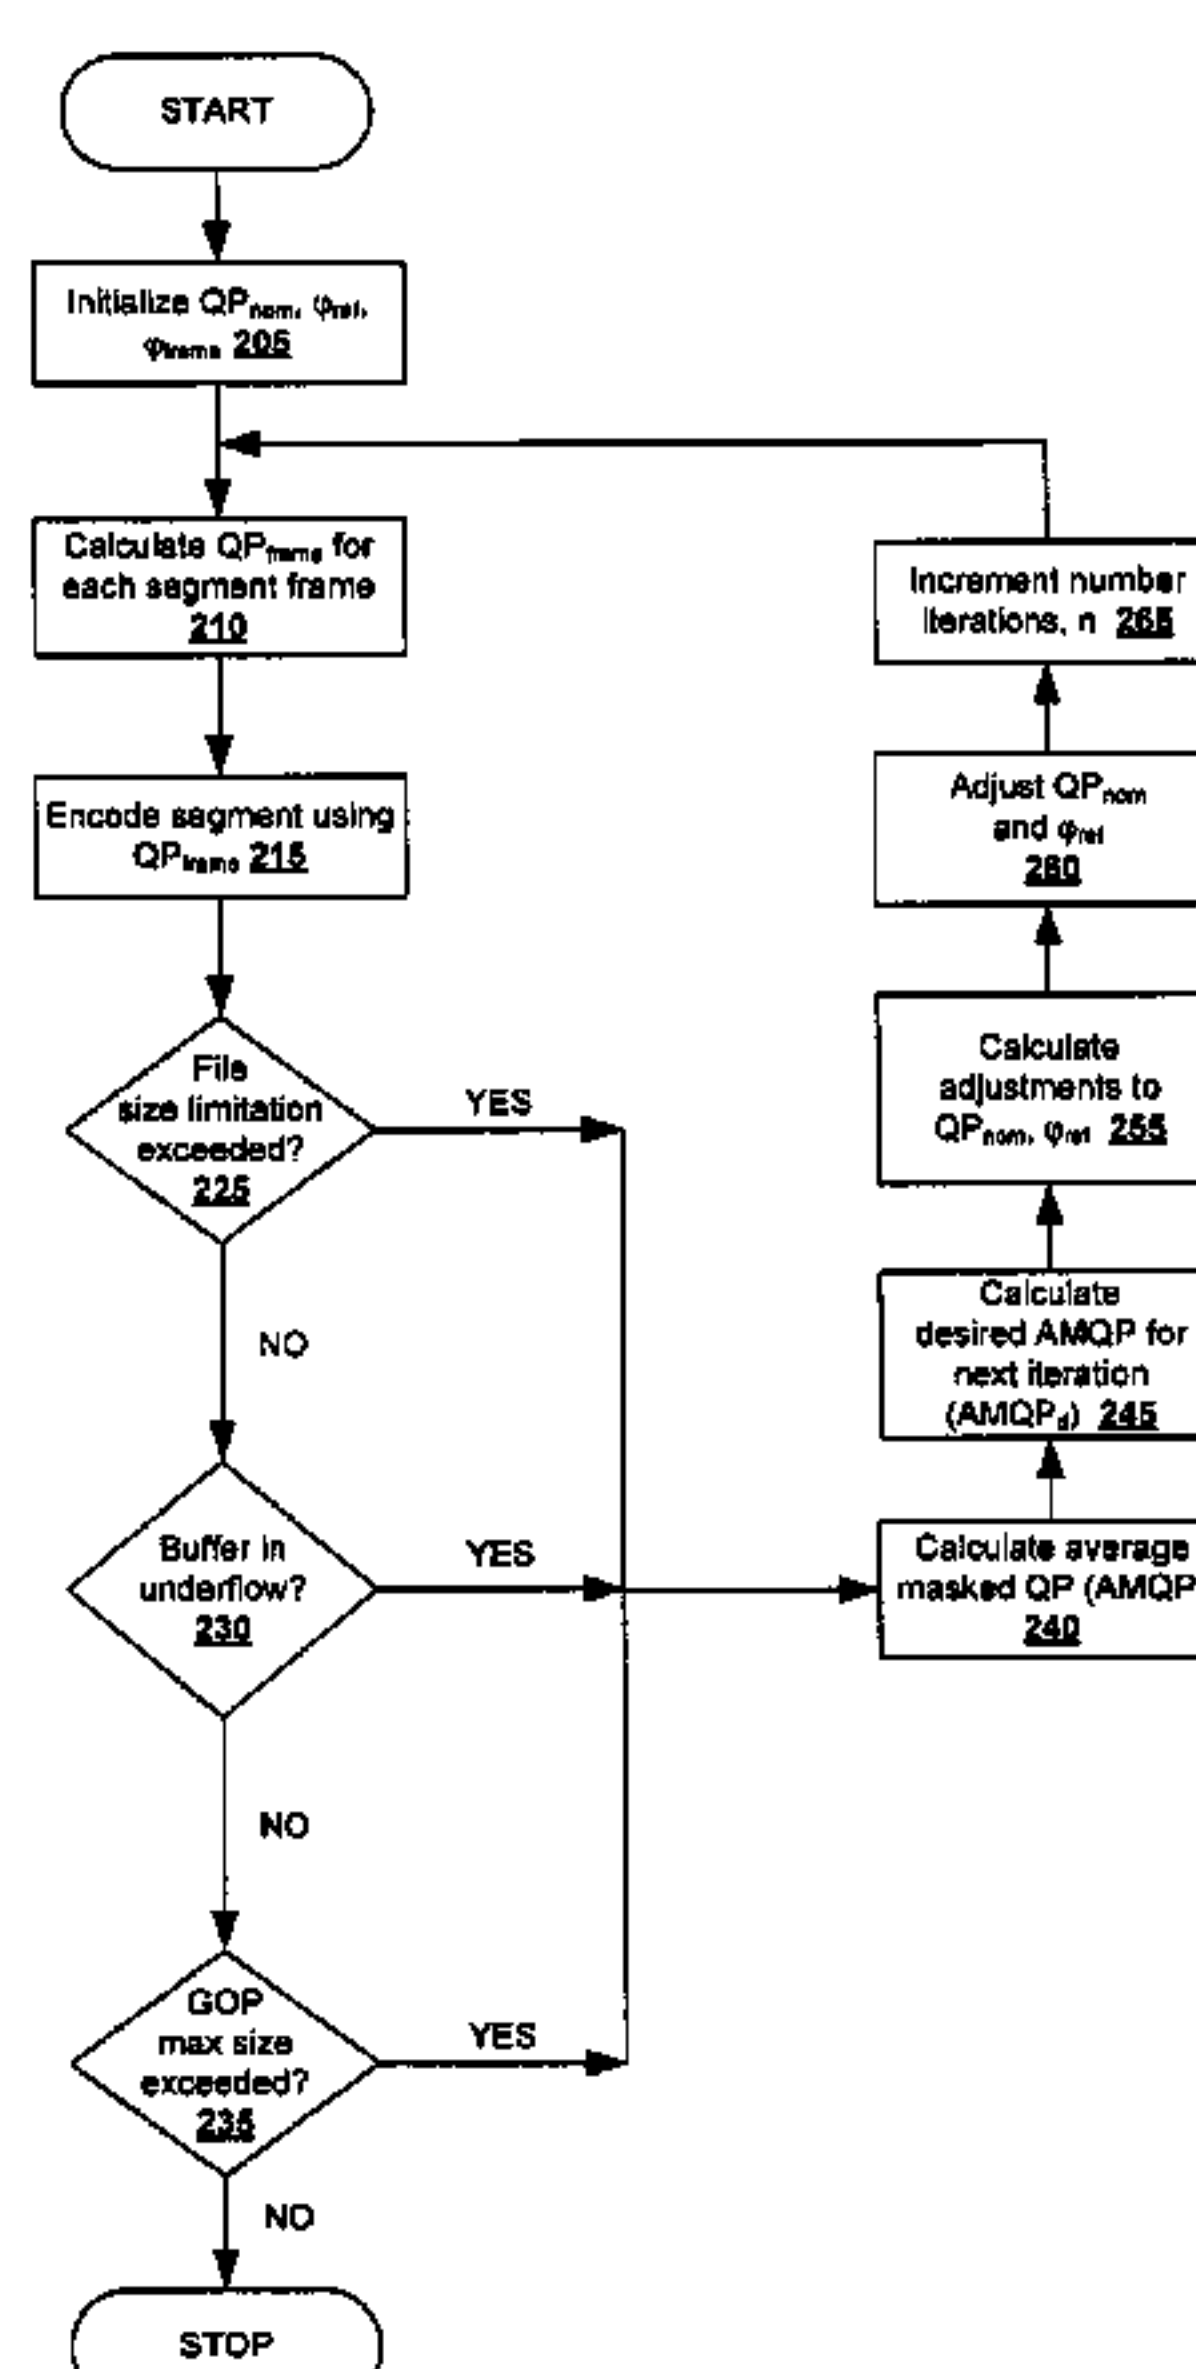 START
Initialize QPnom, φref,
φframe 205
Calculate QPframe for
each segment frame
210
Encode segment using
QPframe 215
File
size limitation
exceeded?
225
YES
NO
Buffer in
underflow?
230
YES
NO
GOP
max size
exceeded?
235
YES
NO
STOP
Calculate average
masked QP (AMQP
240
Calculate
desired AMQP for
next iteration
(AMQPd) 245
Calculate
adjustments to
QPnom, φref 255
Adjust QPnom
and φref
260
Increment number
iterations, n 265